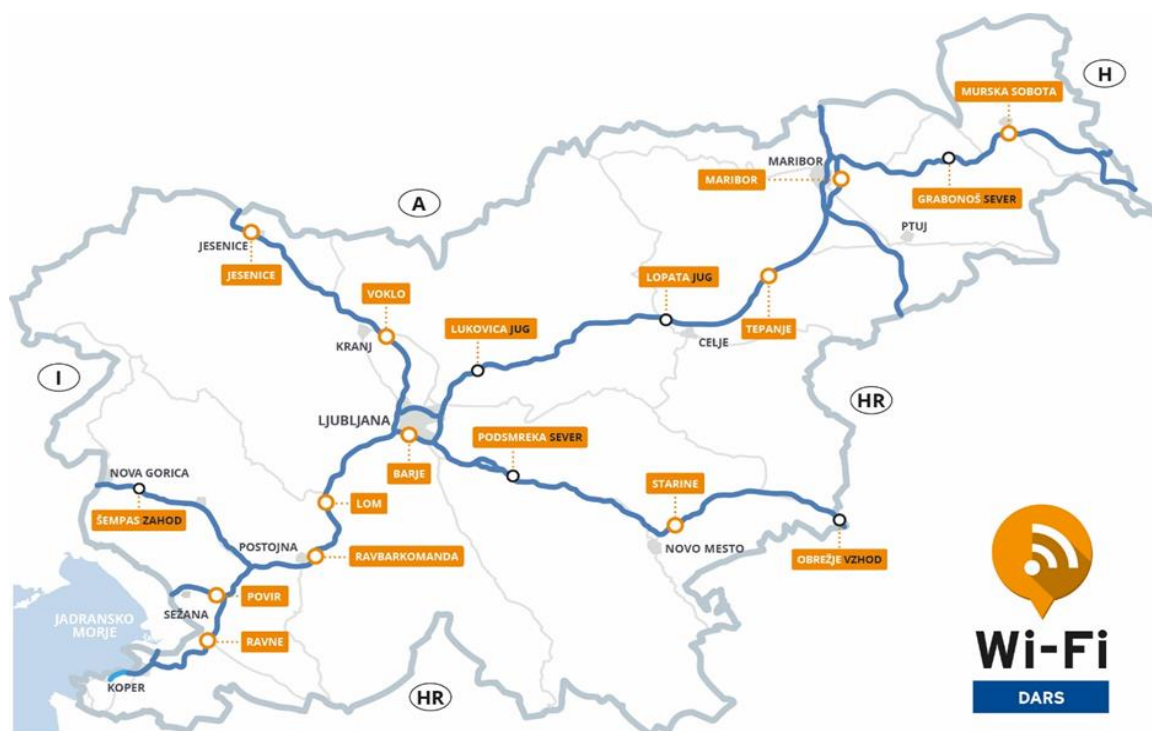 H
MURSKA SOBOTA
MARIBOR
MARIBOR
GRABONOŠ SEVER
PTUJ
A
JESENICE
JESENICE
VOKLO
KRANJ
LOPATA JUG
LUKOVICA JUG
TEPANJE
CELJE
I
HR
LJUBLJANA
PODSMREKA SEVER
BARJE
NOVA GORICA
STARINE
LOM
ŠEMPAS ZAHOD
POSTOJNA
RAVBARKOMANDA
NOVO MESTO
OBREŽJE VZHOD
POVIR
SEŽANA
JADRANSKO
MORJE
RAVNE
KOPER
HR
Wi-Fi
DARS